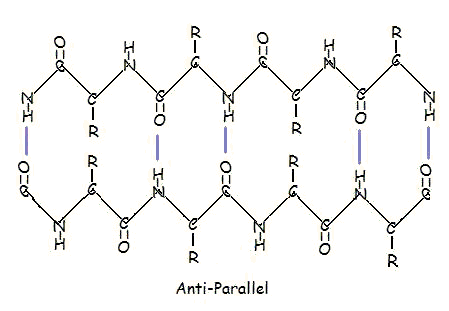 R R
O H O H
C N C C N C
N C C N C C N
H O H O H
R R
O R H O R H O
C C N C C N C
N C C N C C
H O H O
R R
Anti-Parallel